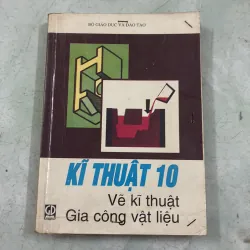 BỘ GIÁO DỤC VÀ ĐÀO TẠO
KĨ THUẬT 10
Vẽ kĩ thuật
Gia công vật liệu